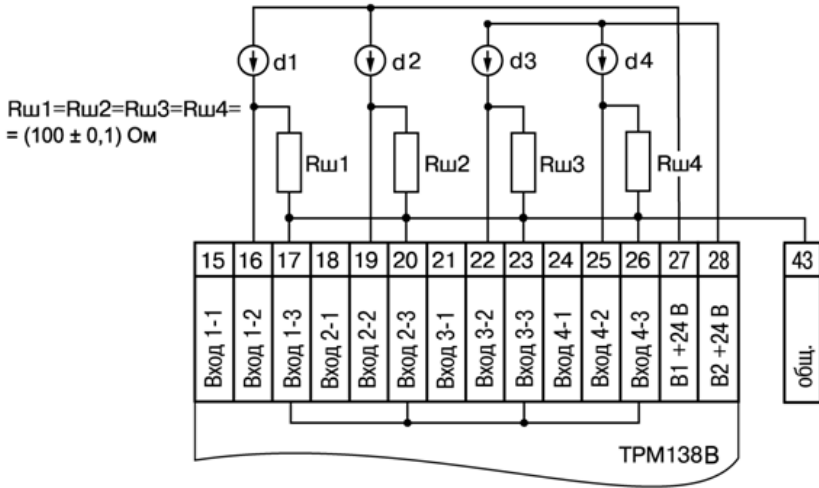 d1
d2
d3
d4
Rш1=Rш2=Rш3=Rш4=
= (100 ± 0,1) Ом
Rш1
Rш2
Rш3
Rш4
15 16 17 18 19 20 21 22 23 24 25 26 27 28 43
Вход 1-1
Вход 1-2
Вход 1-3
Вход 2-1
Вход 2-2
Вход 2-3
Вход 3-1
Вход 3-2
Вход 3-3
Вход 4-1
Вход 4-2
Вход 4-3
В1 +24 В
В2 +24 В
общ.
ТРМ138В